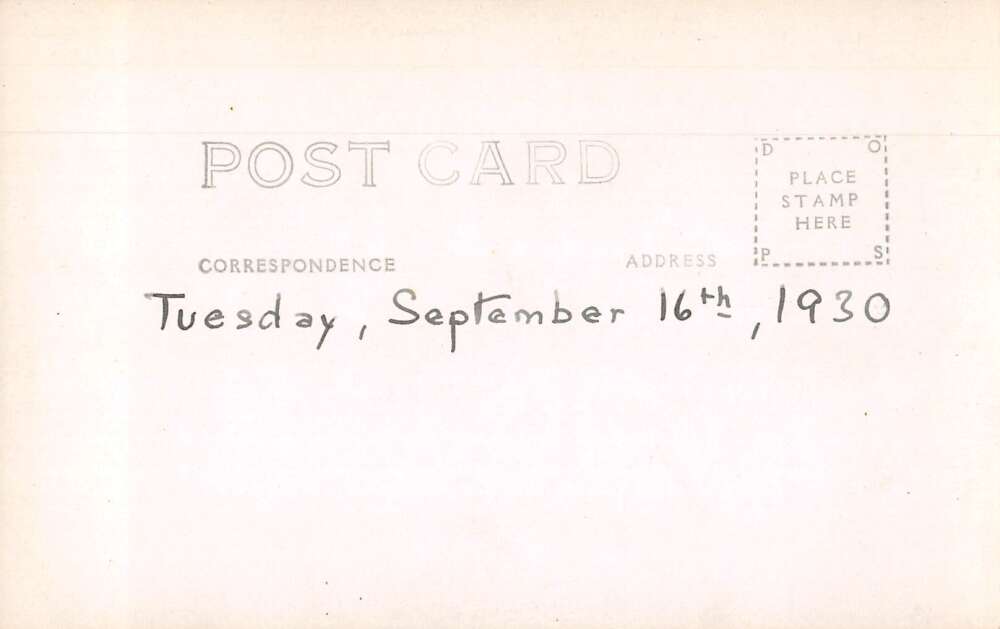 POST CARD
D O
PLACE
STAMP
HERE
P S
CORRESPONDENCE
ADDRESS
Tuesday, September 16th, 1930